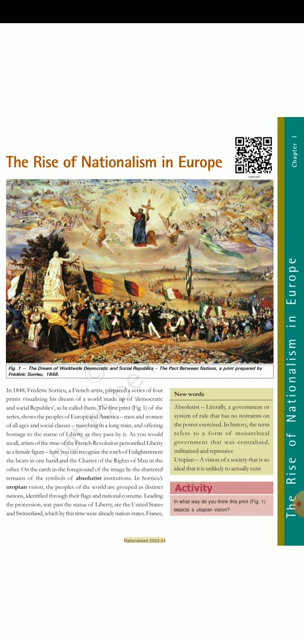 The Rise of Nationalism in Europe
Chapter I
The Rise of Nationalism in Europe
Fig. 1 — The Dream of Worldwide Democratic and Social Republics – The Pact Between Nations, a print prepared by
Frédéric Sorrieu, 1848.
In 1848, Frédéric Sorrieu, a French artist, prepared a series of four
prints visualising his dream of a world made up of 'democratic
and social Republics', as he called them. The first print (Fig. 1) of the
series, shows the peoples of Europe and America – men and women
of all ages and social classes – marching in a long train, and offering
homage to the statue of Liberty as they pass by it. As you would
recall, artists of the time of the French Revolution personified Liberty
as a female figure – here you can recognise the torch of Enlightenment
she bears in one hand and the Charter of the Rights of Man in the
other. On the earth in the foreground of the image lie the shattered
remains of the symbols of absolutist institutions. In Sorrieu's
utopian vision, the peoples of the world are grouped as distinct
nations, identified through their flags and national costume. Leading
the procession, way past the statue of Liberty, are the United States
and Switzerland, which by this time were already nation-states. France,
New words
Absolutist – Literally, a government or
system of rule that has no restraints on
the power exercised. In history, the term
refers to a form of monarchical
government that was centralised,
militarised and repressive
Utopian – A vision of a society that is so
ideal that it is unlikely to actually exist
Activity
In what way do you think this print (Fig. 1)
depicts a utopian vision?
Rationalised 2023-24